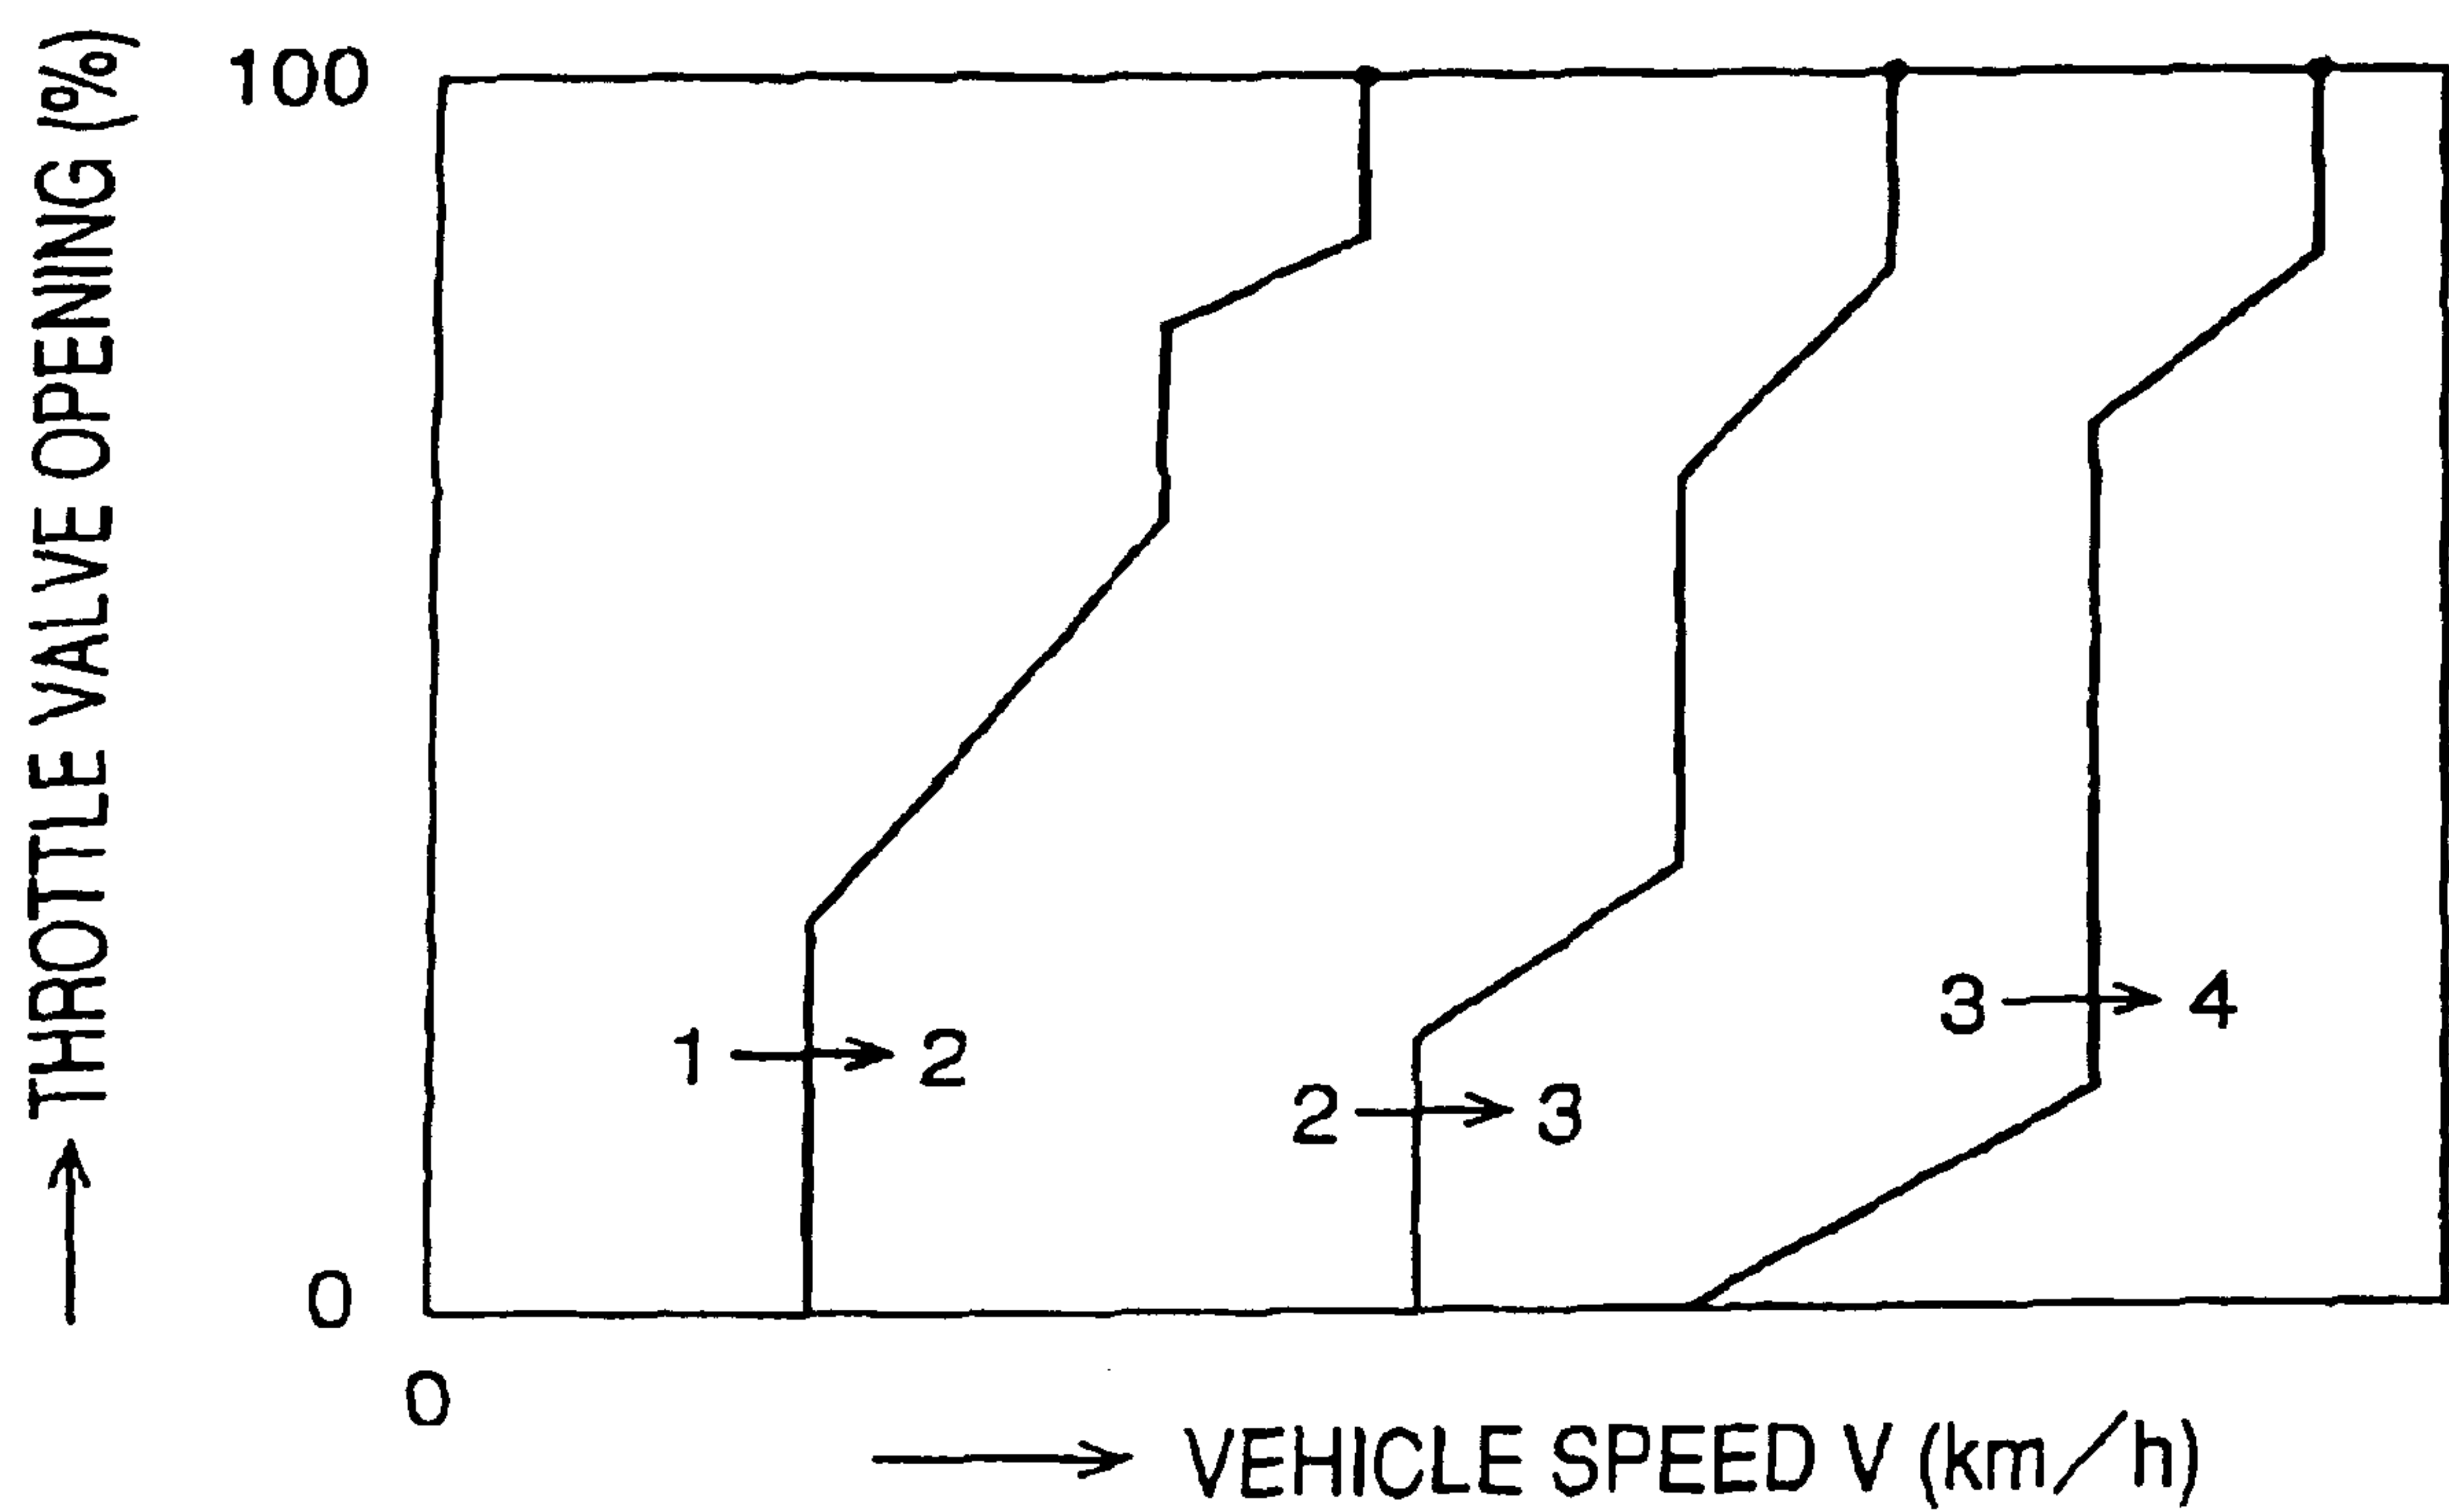 THROTTLE VALVE OPENING (%)
100
1 → 2
2 → 3
3 → 4
0
0
VEHICLE SPEED V (km/h)